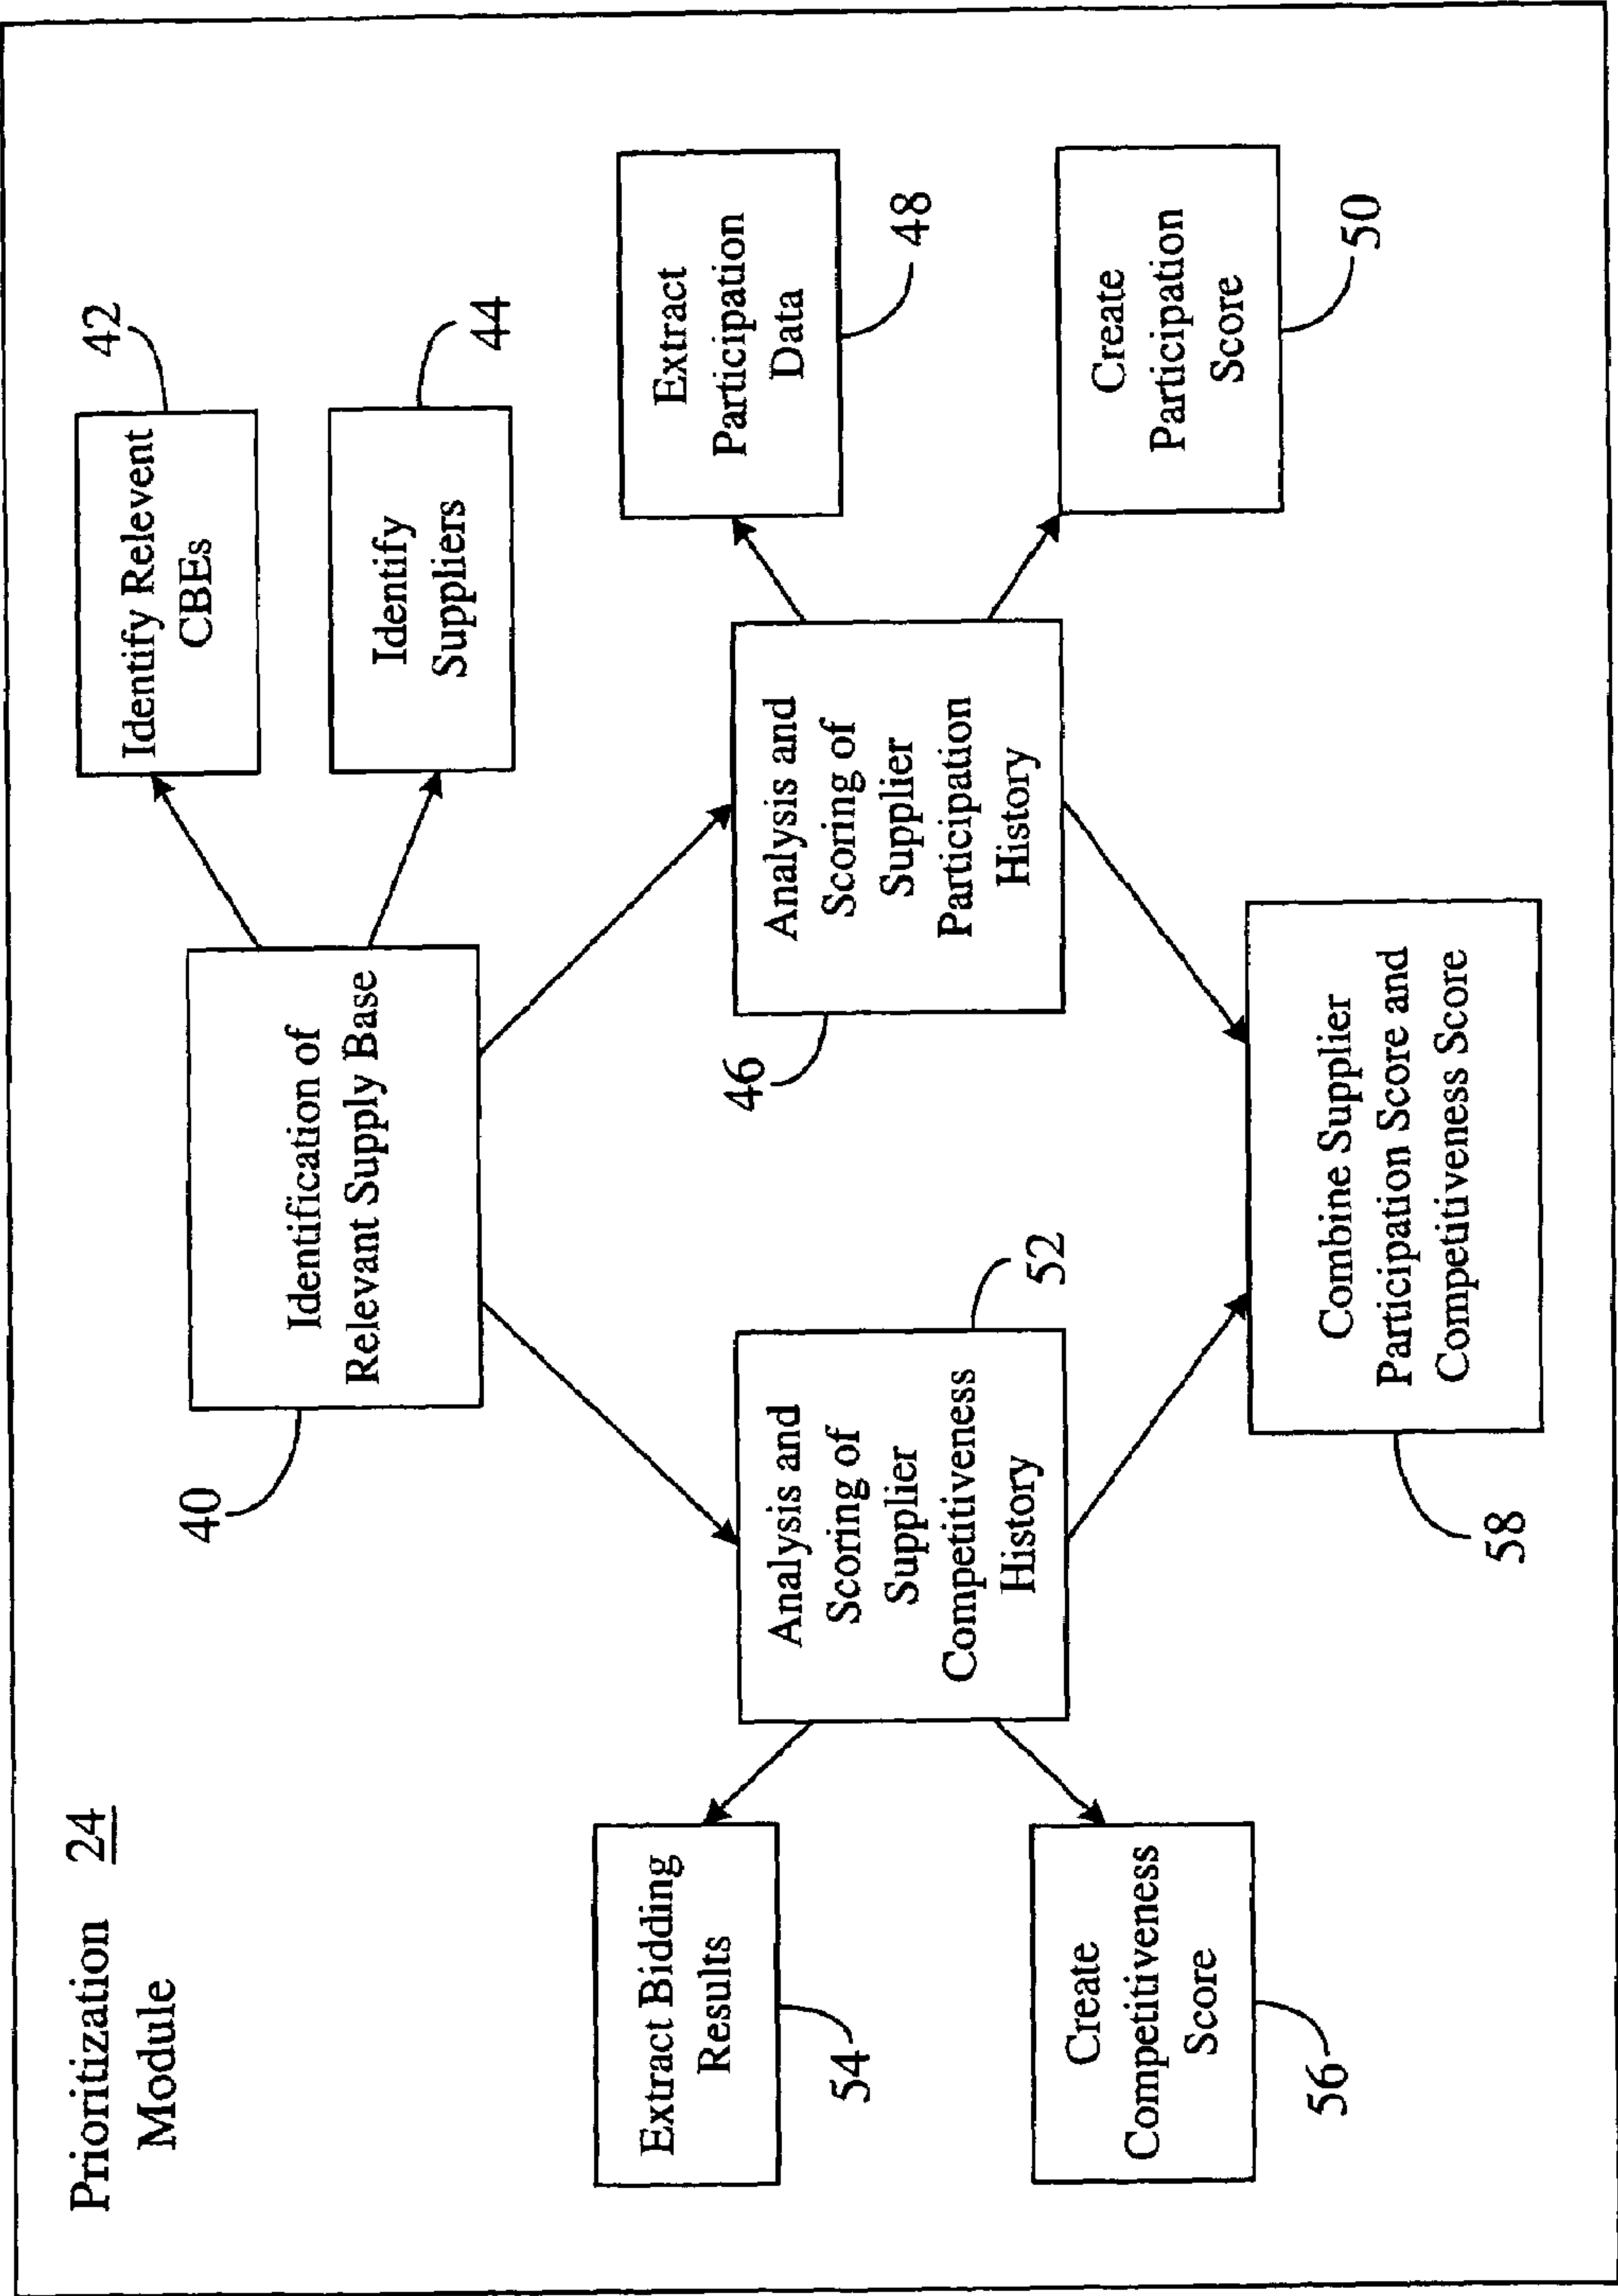 Prioritization 24
Module
40
Identification of
Relevant Supply Base
Identify Relevent
CBEs
42
Identify
Suppliers
44
Extract Bidding
Results
54
Create
Competitiveness
Score
56
Analysis and
Scoring of
Supplier
Competitiveness
History
52
46
Analysis and
Scoring of
Supplier
Participation
History
Extract
Participation
Data
48
Create
Participation
Score
50
58
Combine Supplier
Participation Score and
Competitiveness Score